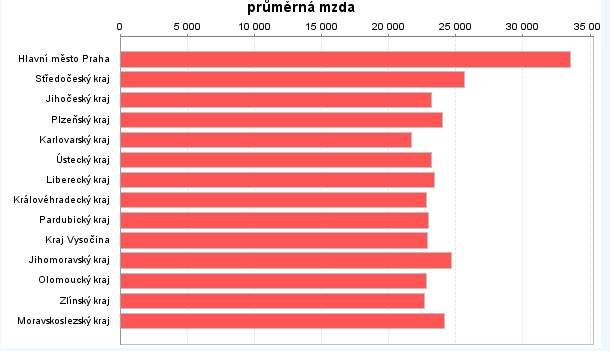 průměrná mzda
0 5 000 10 000 15 000 20 000 25 000 30 000 35 00
Hlavní město Praha
Středočeský kraj
Jihočeský kraj
Plzeňský kraj
Karlovarský kraj
Ústecký kraj
Liberecký kraj
Královéhradecký kraj
Pardubický kraj
Kraj Vysočina
Jihomoravský kraj
Olomoucký kraj
Zlínský kraj
Moravskoslezský kraj